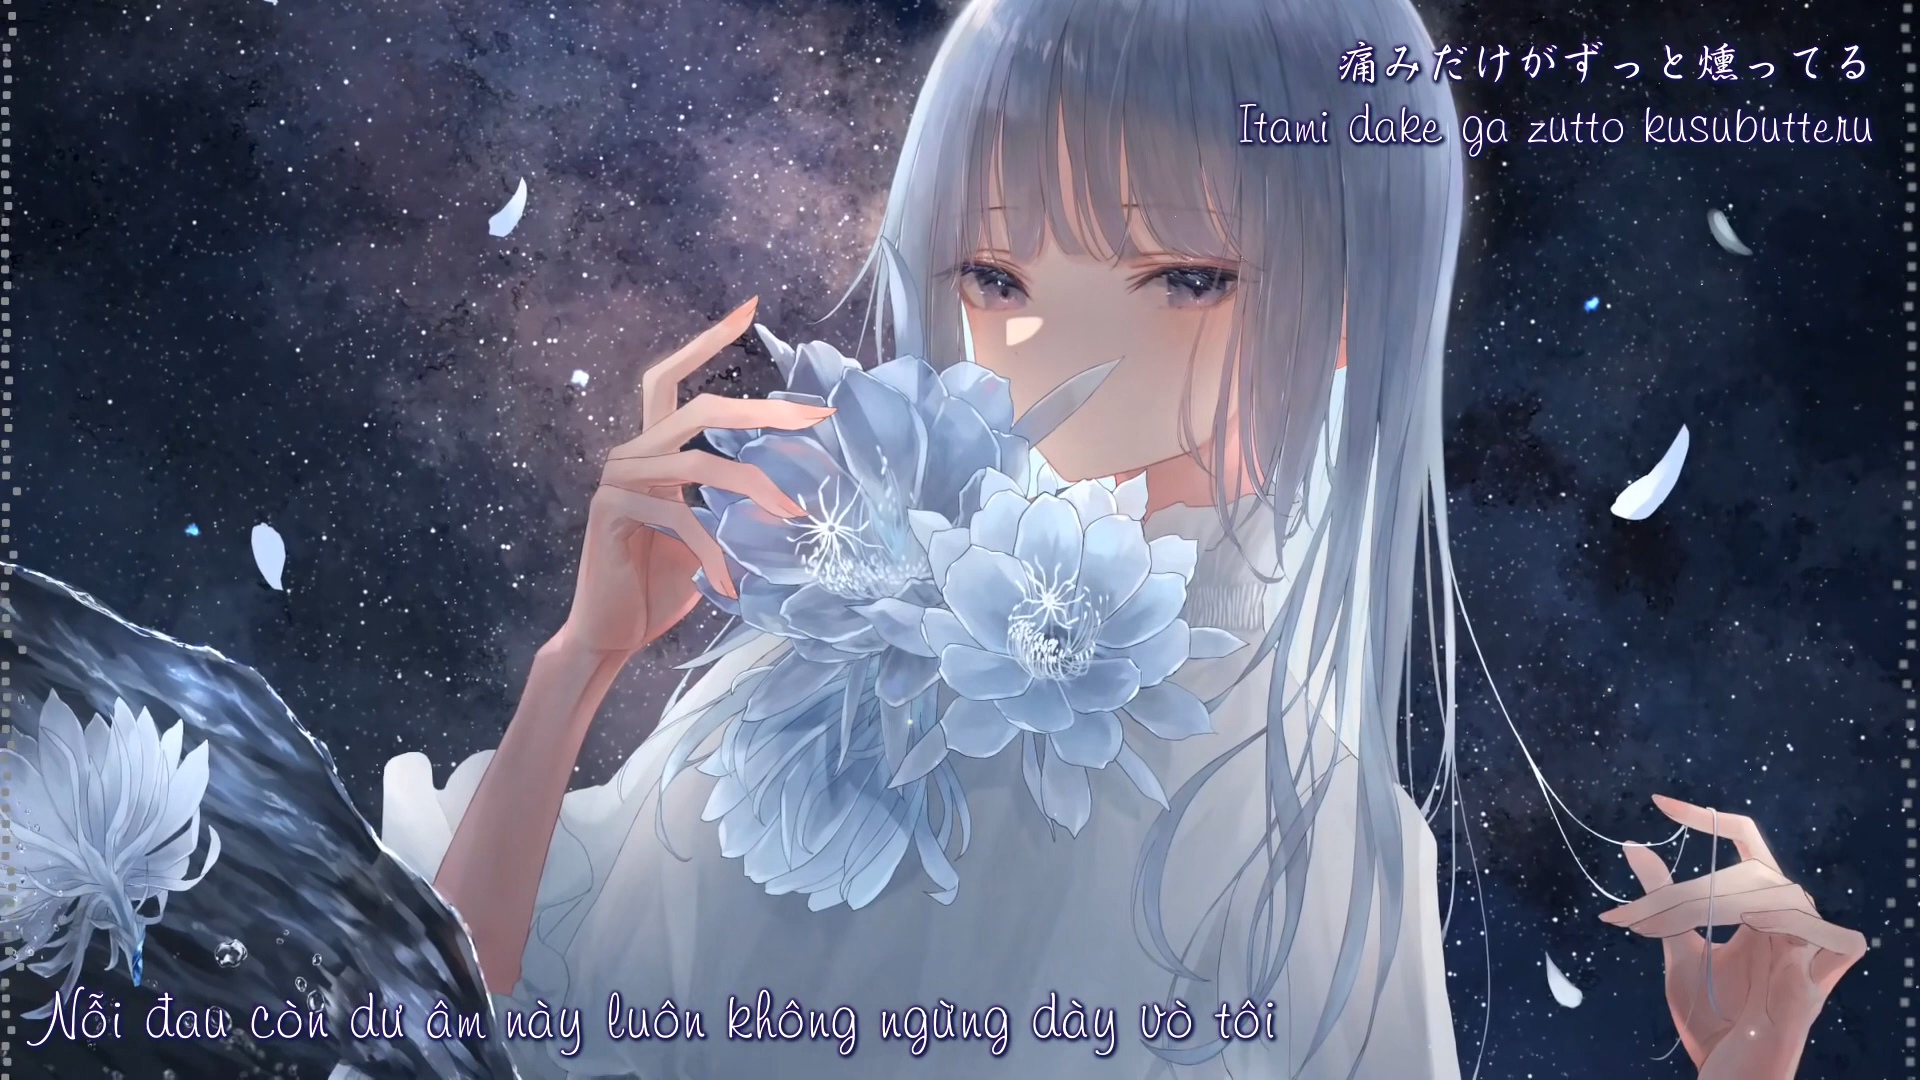 痛みだけがずっと燻ってる
Itami dake ga zutto kusubutteru
Nỗi đau còn dư âm này luôn không ngừng dày vò tôi